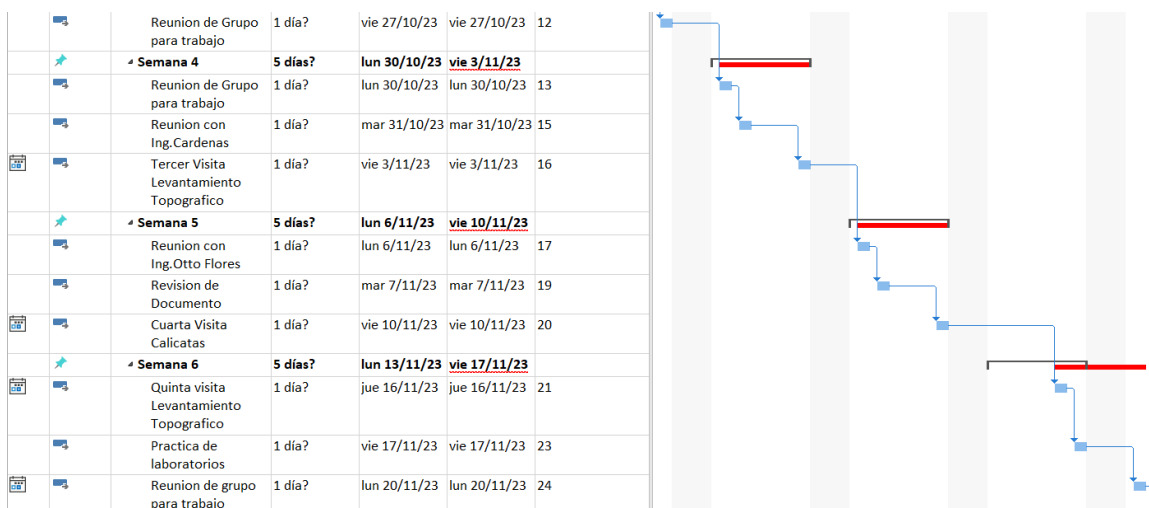 Reunion de Grupo 1 día? vie 27/10/23 vie 27/10/23 12
para trabajo
Semana 4 5 días? lun 30/10/23 vie 3/11/23
Reunion de Grupo 1 día? lun 30/10/23 lun 30/10/23 13
para trabajo
Reunion con 1 día? mar 31/10/23 mar 31/10/23 15
Ing.Cardenas
Tercer Visita 1 día? vie 3/11/23 vie 3/11/23 16
Levantamiento
Topografico
Semana 5 5 días? lun 6/11/23 vie 10/11/23
Reunion con 1 día? lun 6/11/23 lun 6/11/23 17
Ing.Otto Flores
Revision de 1 día? mar 7/11/23 mar 7/11/23 19
Documento
Cuarta Visita 1 día? vie 10/11/23 vie 10/11/23 20
Calicatas
Semana 6 5 días? lun 13/11/23 vie 17/11/23
Quinta visita 1 día? jue 16/11/23 jue 16/11/23 21
Levantamiento
Topografico
Practica de 1 día? vie 17/11/23 vie 17/11/23 23
laboratorios
Reunion de grupo 1 día? lun 20/11/23 lun 20/11/23 24
para trabajo